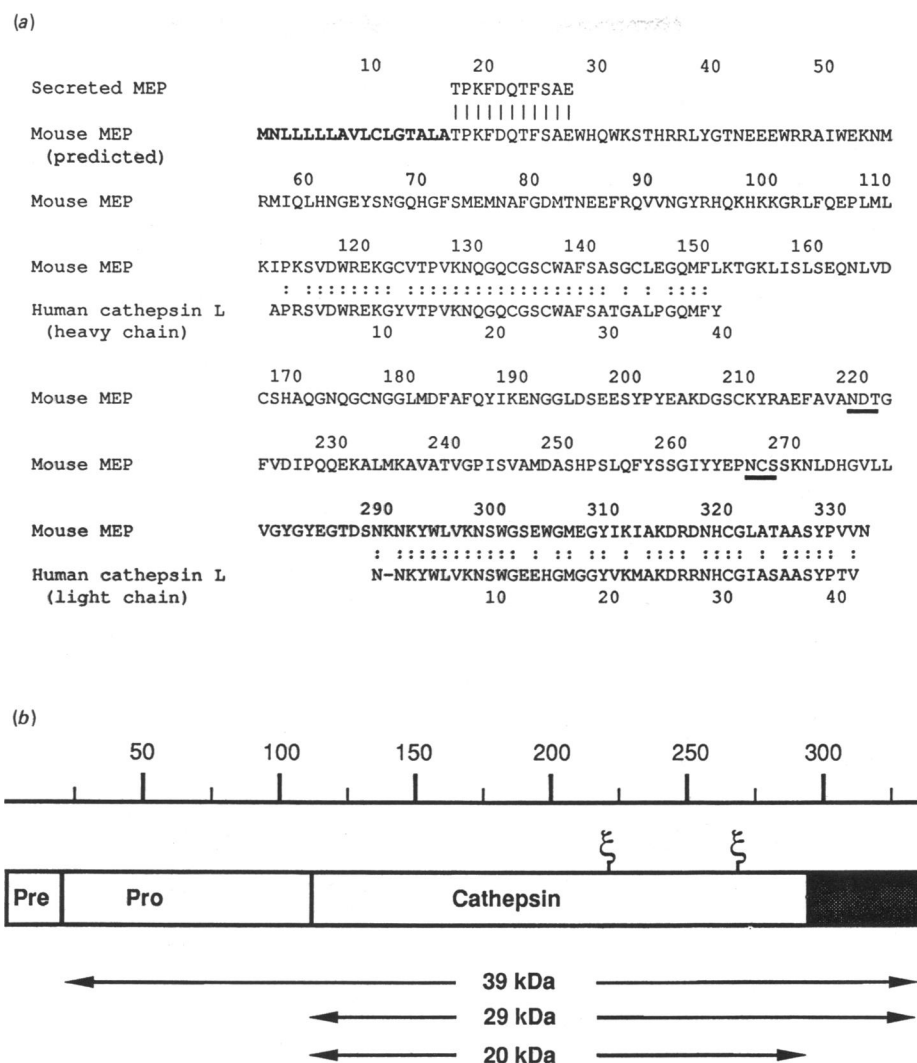 (a)
10 20 30 40 50
Secreted MEP TPKFDQTFSAE
|||||||||||
Mouse MEP MNLLLLLAVLCLGTALATPKFDQTFSAEWHQWKSTHRRLYGTNEEEWRRAIWEKNM
(predicted)
60 70 80 90 100 110
Mouse MEP RMIQLHNGEYSNGQHGFSMEMNAFGDMTNEEFRQVVNGYRHQKHKKGRLFQEPLML
120 130 140 150 160
Mouse MEP KIPKSVDWREKGCVTPVKNQGQCGSCWAFSASGCLEGQMFLKTGKLISLSEQNLVD
: :::::::: ::::::::::::::::::: : : ::::
Human cathepsin L APRSVDWREKGYVTPVKNQGQCGSCWAFSATGALPGQMFY
(heavy chain) 10 20 30 40
170 180 190 200 210 220
Mouse MEP CSHAQGNQGCNGGLMDFAFQYIKENGGLDSEESYPYEAKDGSCKYRAEFAVANDTG
230 240 250 260 270
Mouse MEP FVDIPQQEKALMKAVATVGPISVAMDASHPSLQFYSSGIYYEPNCSSKNLDHGVLL
290 300 310 320 330
Mouse MEP VGYGYEGTDSNKNKYWLVKNSWGSEWGMEGYIKIAKDRDNHCGLATAASYPVVN
: ::::::::::: : :: :: : :::: ::::: : ::::: :
Human cathepsin L N-NKYWLVKNSWGEEHGMGGYVKMAKDRRNHCGIASAASYPTV
(light chain) 10 20 30 40
(b)
50 100 150 200 250 300
ξ ξ
Pre Pro Cathepsin
39 kDa
29 kDa
20 kDa